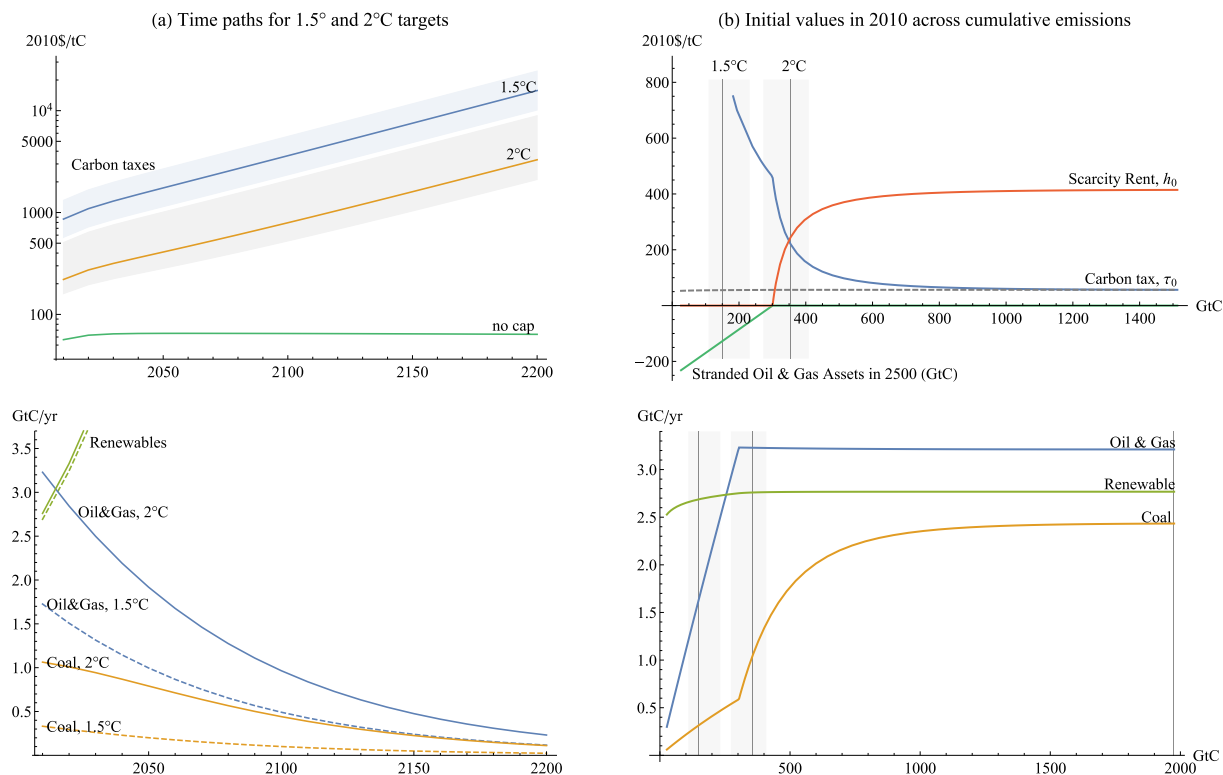 (a) Time paths for 1.5° and 2°C targets
2010$/tC
10⁴
5000
1000
500
100
1.5°C
Carbon taxes
2°C
no cap
2050
2100
2150
2200
(b) Initial values in 2010 across cumulative emissions
2010$/tC
1.5°C
2°C
800
600
400
200
−200
Scarcity Rent, h₀
Carbon tax, τ₀
GtC
200
400
600
800
1000
1200
1400
Stranded Oil & Gas Assets in 2500 (GtC)
GtC/yr
3.5
3.0
2.5
2.0
1.5
1.0
0.5
Renewables
Oil&Gas, 2°C
Oil&Gas, 1.5°C
Coal, 2°C
Coal, 1.5°C
2050
2100
2150
2200
GtC/yr
3.0
2.5
2.0
1.5
1.0
0.5
Oil & Gas
Renewable
Coal
500
1000
1500
2000
GtC